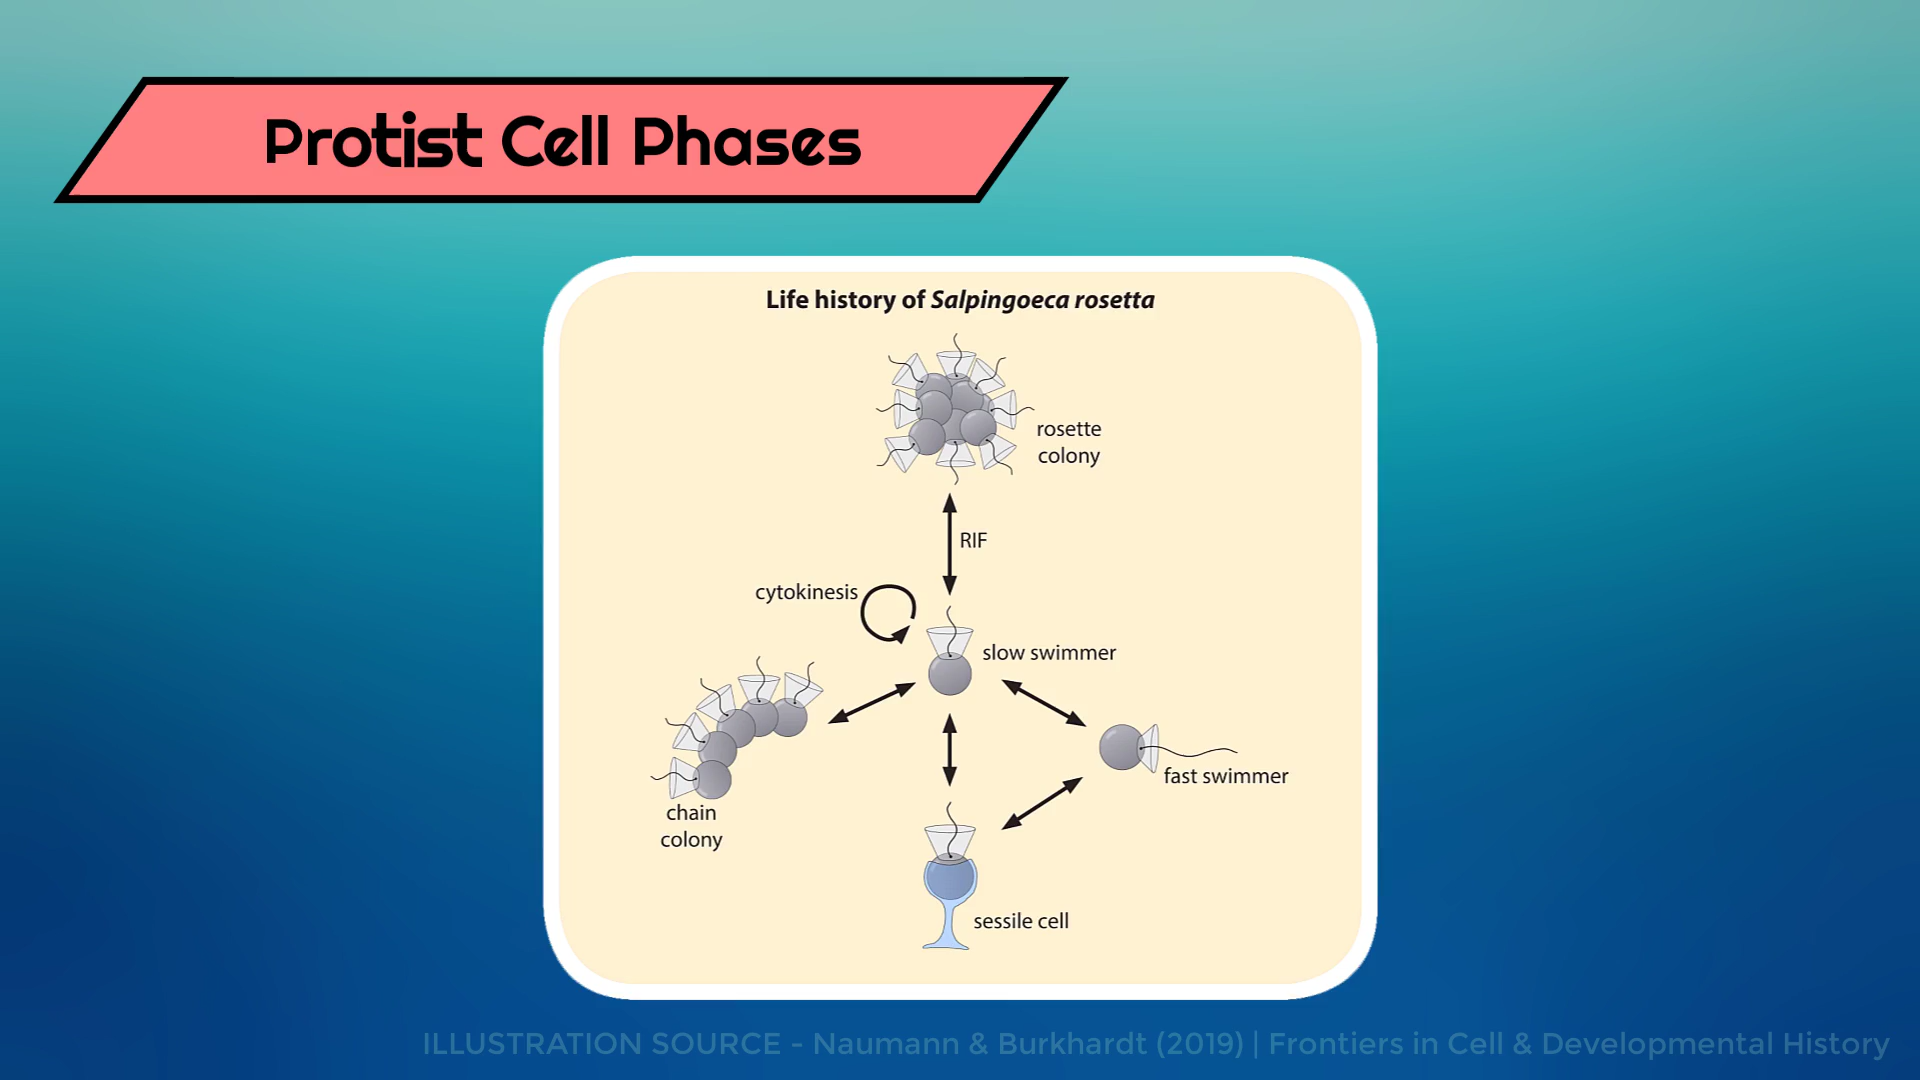 Protist Cell Phases
Life history of Salpingoeca rosetta
rosette
colony
RIF
cytokinesis
slow swimmer
fast swimmer
chain
colony
sessile cell
ILLUSTRATION SOURCE - Naumann & Burkhardt (2019) | Frontiers in Cell & Developmental History